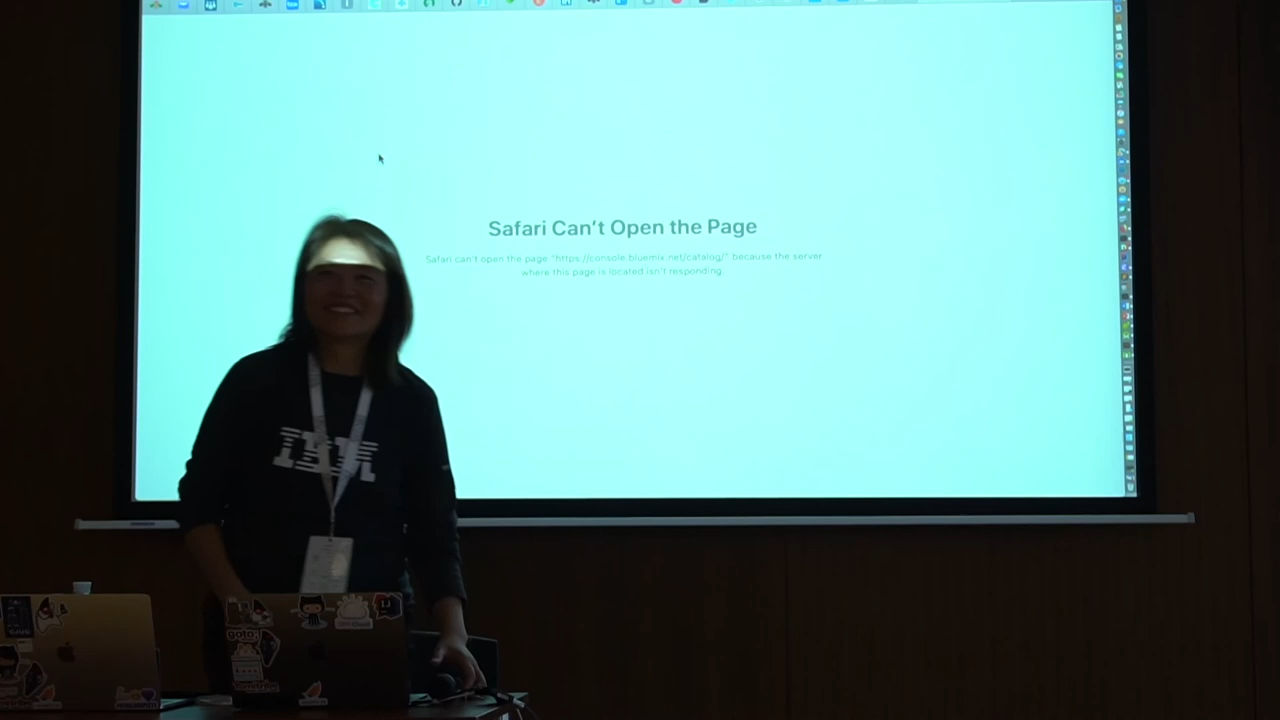 Safari Can't Open the Page
Safari can't open the page "https://console.bluemix.net/catalog/" because the server
where this page is located isn't responding.
IBM
goto;